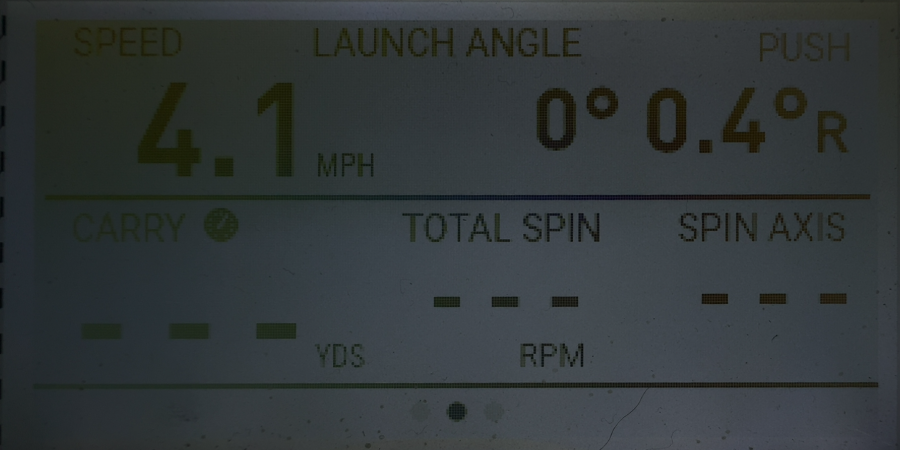 SPEED LAUNCH ANGLE PUSH
4.1 MPH 0° 0.4° R
CARRY TOTAL SPIN SPIN AXIS
- - - YDS - - - RPM - - -